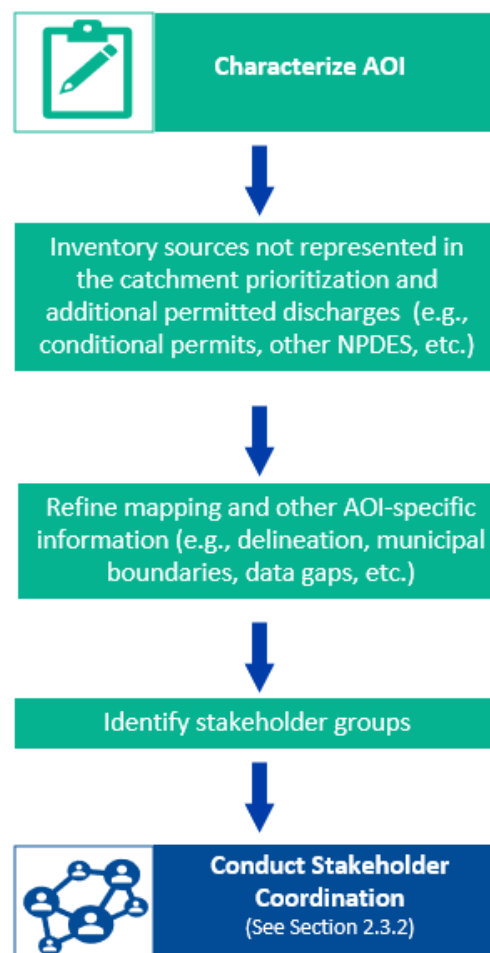 Characterize AOI
Inventory sources not represented in
the catchment prioritization and
additional permitted discharges (e.g.,
conditional permits, other NPDES, etc.)
Refine mapping and other AOI-specific
information (e.g., delineation, municipal
boundaries, data gaps, etc.)
Identify stakeholder groups
Conduct Stakeholder
Coordination
(See Section 2.3.2)